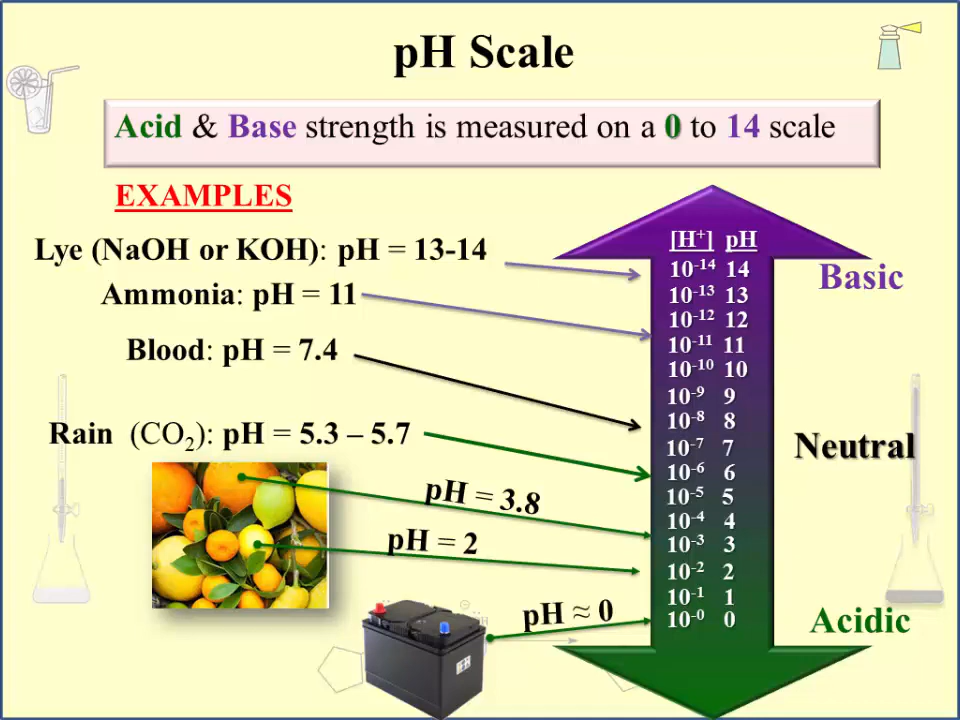 pH Scale
Acid & Base strength is measured on a 0 to 14 scale
EXAMPLES
Lye (NaOH or KOH): pH = 13-14
Ammonia: pH = 11
Blood: pH = 7.4
Rain (CO₂): pH = 5.3 – 5.7
pH = 3.8
pH = 2
pH ≈ 0
[H⁺] pH
10⁻¹⁴ 14
10⁻¹³ 13
10⁻¹² 12
10⁻¹¹ 11
10⁻¹⁰ 10
10⁻⁹ 9
10⁻⁸ 8
10⁻⁷ 7
10⁻⁶ 6
10⁻⁵ 5
10⁻⁴ 4
10⁻³ 3
10⁻² 2
10⁻¹ 1
10⁻⁰ 0
Basic
Neutral
Acidic